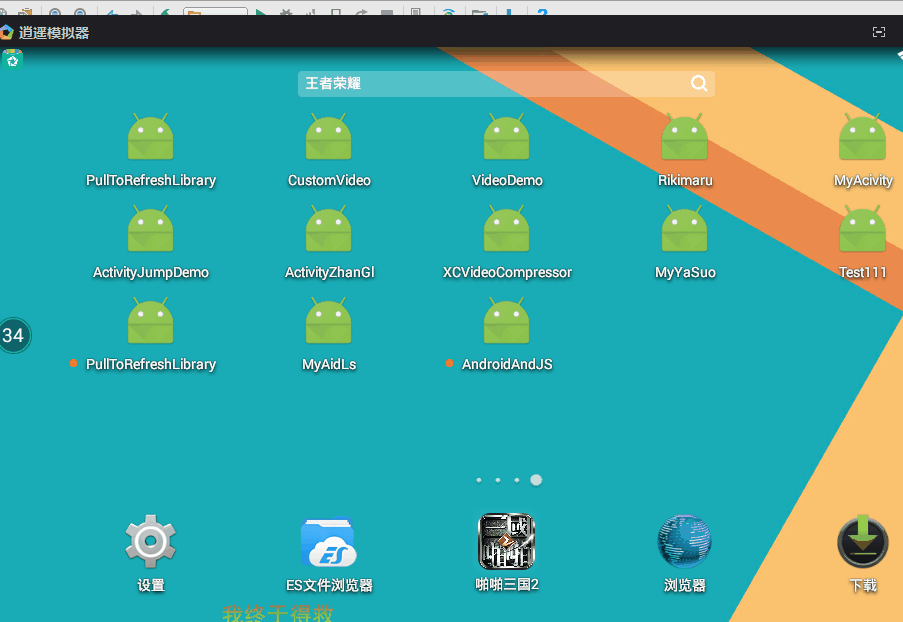 逍遥模拟器
王者荣耀
PullToRefreshLibrary
CustomVideo
VideoDemo
Rikimaru
MyAcivity
ActivityJumpDemo
ActivityZhanGl
XCVideoCompressor
MyYaSuo
Test111
34
PullToRefreshLibrary
MyAidLs
AndroidAndJS
设置
ES文件浏览器
啪啪三国2
浏览器
下载
我终于得救